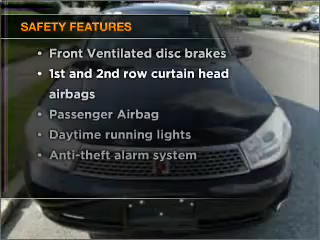 SAFETY FEATURES
• Front Ventilated disc brakes
• 1st and 2nd row curtain head
airbags
• Passenger Airbag
• Daytime running lights
• Anti-theft alarm system